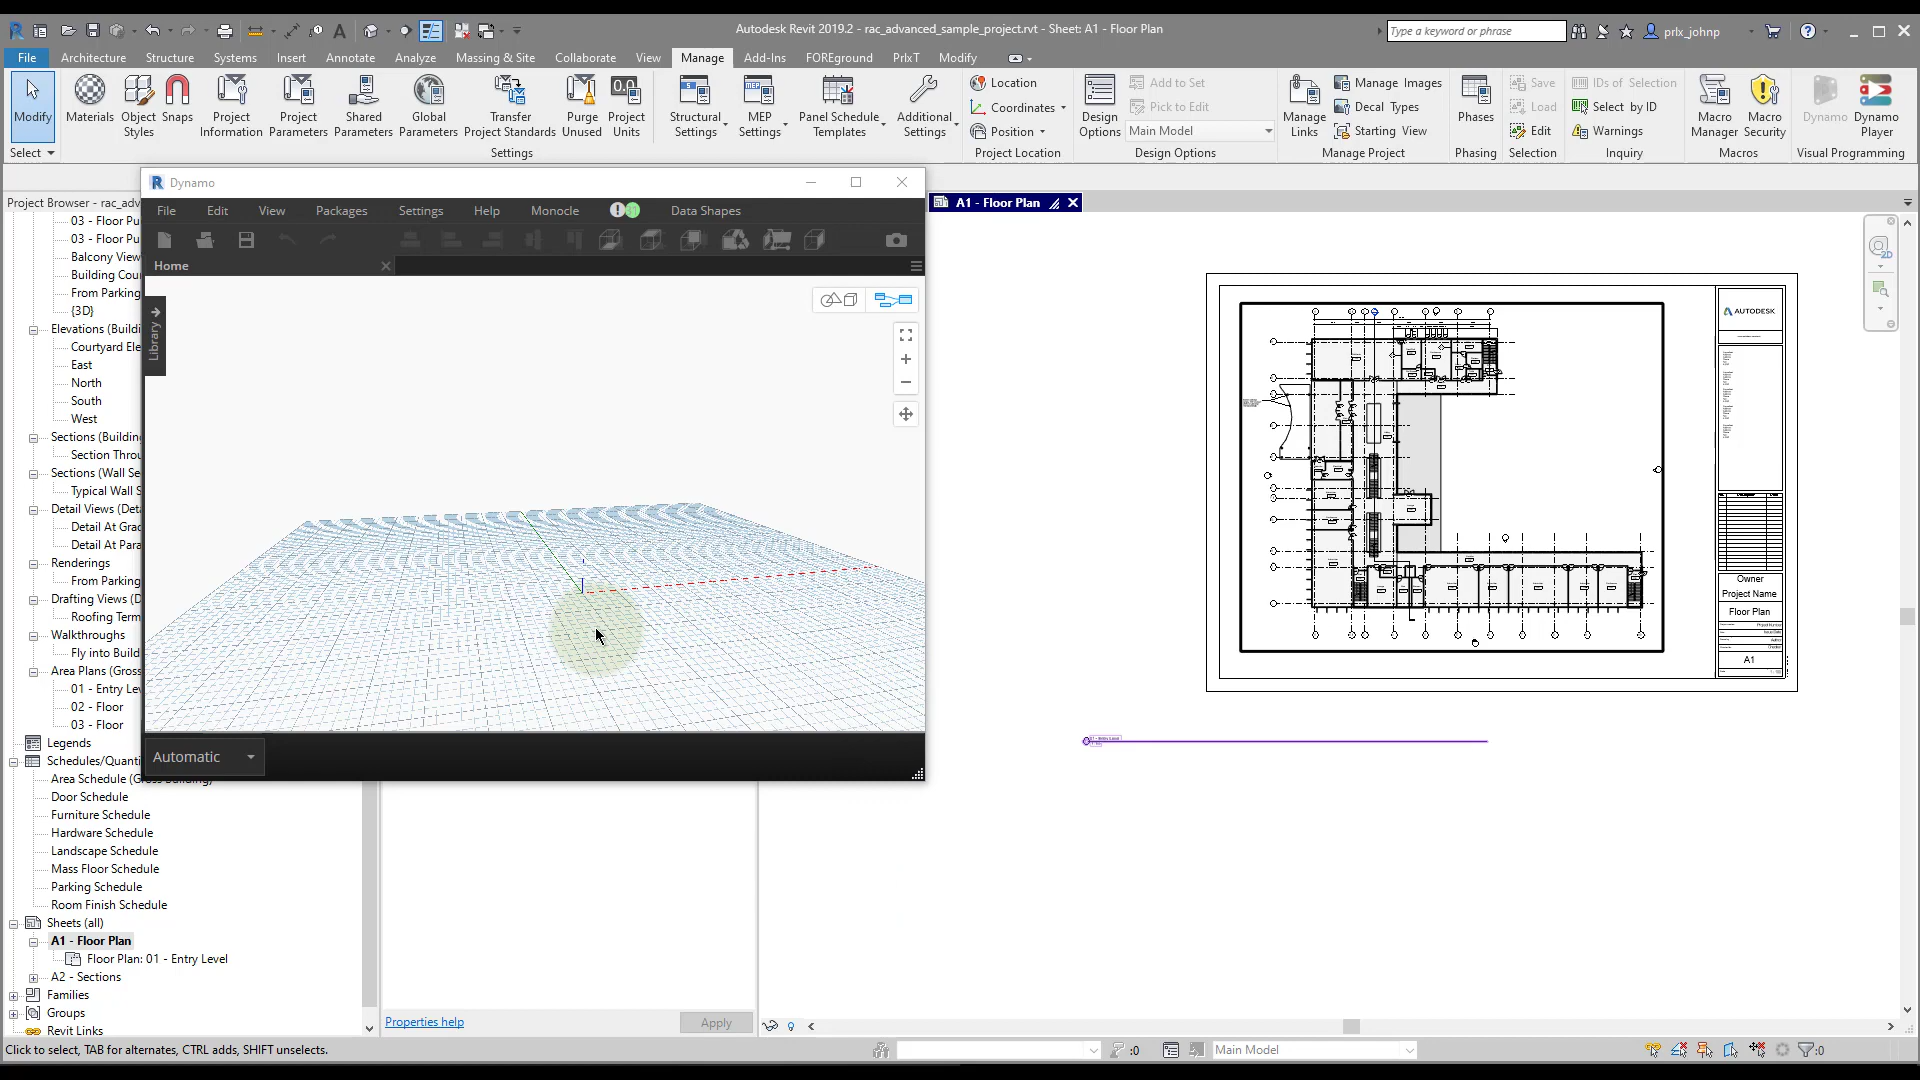 Autodesk Revit 2019.2 - rac_advanced_sample_project.rvt - Sheet: A1 - Floor Plan
Type a keyword or phrase
prlx_johnp
File Architecture Structure Systems Insert Annotate Analyze Massing & Site Collaborate View Manage Add-Ins FOREground PrlxT Modify
Modify
Materials
Object Styles
Snaps
Project Information
Project Parameters
Shared Parameters
Global Parameters
Transfer Project Standards
Purge Unused
Project Units
Structural Settings
MEP Settings
Panel Schedule Templates
Additional Settings
Location
Coordinates
Position
Design Options
Add to Set
Pick to Edit
Main Model
Manage Links
Manage Images
Decal Types
Starting View
Phases
Save
Load
Edit
IDs of Selection
Select by ID
Warnings
Macro Manager
Macro Security
Dynamo
Dynamo Player
Select
Settings
Project Location
Design Options
Manage Project
Phasing
Selection
Inquiry
Macros
Visual Programming
Project Browser - rac_adv
03 - Floor Pu
03 - Floor Pu
Balcony View
Building Cou
From Parking
{3D}
Elevations (Buildi
Courtyard Ele
East
North
South
West
Sections (Building
Section Throu
Sections (Wall Se
Typical Wall S
Detail Views (Deta
Detail At Grad
Detail At Para
Renderings
From Parking
Drafting Views (D
Roofing Term
Walkthroughs
Fly into Build
Area Plans (Gross
01 - Entry Lev
02 - Floor
03 - Floor
Legends
Schedules/Quanti
Area Schedule (Gross Building)
Door Schedule
Furniture Schedule
Hardware Schedule
Landscape Schedule
Mass Floor Schedule
Parking Schedule
Room Finish Schedule
Sheets (all)
A1 - Floor Plan
Floor Plan: 01 - Entry Level
A2 - Sections
Families
Groups
Revit Links
Dynamo
File Edit View Packages Settings Help Monocle Data Shapes
Home
Library
Automatic
Properties help
Apply
A1 - Floor Plan
2D
AUTODESK
Owner
Project Name
Floor Plan
A1
Click to select, TAB for alternates, CTRL adds, SHIFT unselects.
:0
Main Model
:0